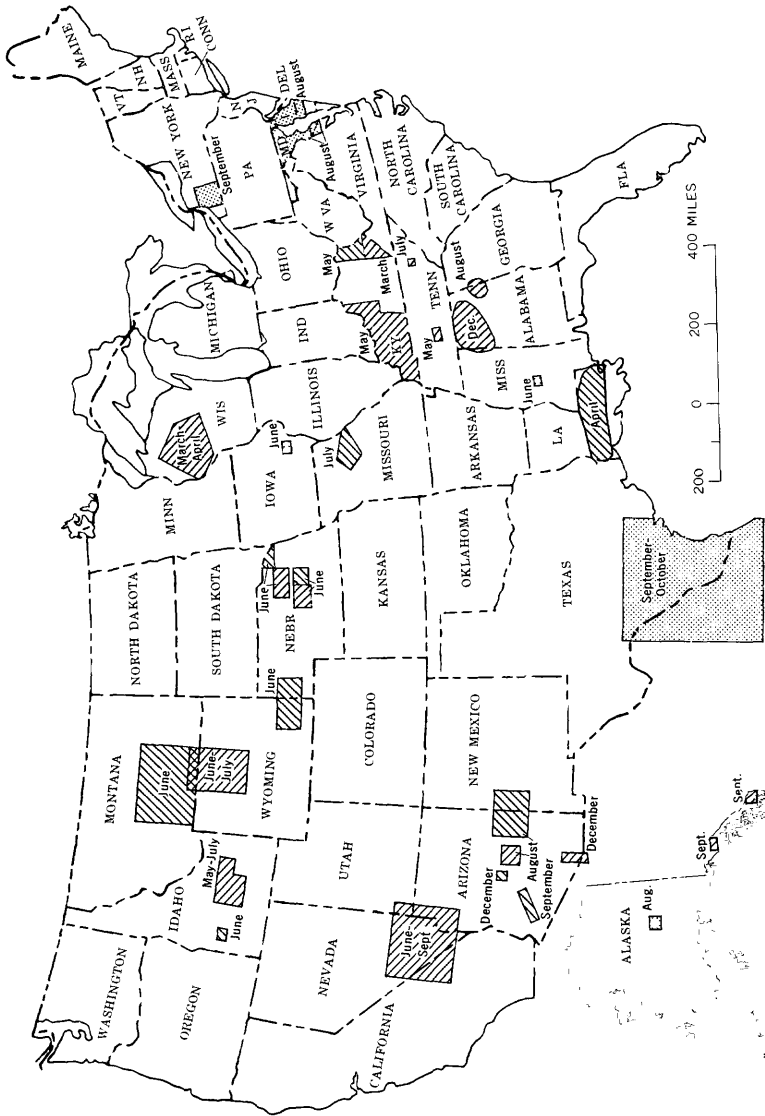 WASHINGTON
OREGON
CALIFORNIA
NEVADA
IDAHO
June
May-July
MONTANA
June
June-
July
WYOMING
UTAH
June-
Sept
ARIZONA
December
September
August
December
COLORADO
NEW MEXICO
NORTH DAKOTA
SOUTH DAKOTA
NEBR
June
June
June
KANSAS
OKLAHOMA
TEXAS
September-
October
MINN
IOWA
June
MISSOURI
July
ARKANSAS
LA
April
WIS
March-
April
ILLINOIS
MICHIGAN
IND
OHIO
KY
May
May
March
TENN
May
July
MISS
June
ALABAMA
Dec.
August
GEORGIA
FLA
SOUTH
CAROLINA
NORTH
CAROLINA
VIRGINIA
August
W VA
MD
DEL
August
PA
N J
NEW YORK
September
VT
NH
MASS
RI
CONN
MAINE
ALASKA
Aug.
Sept.
Sept.
200
0
200
400 MILES